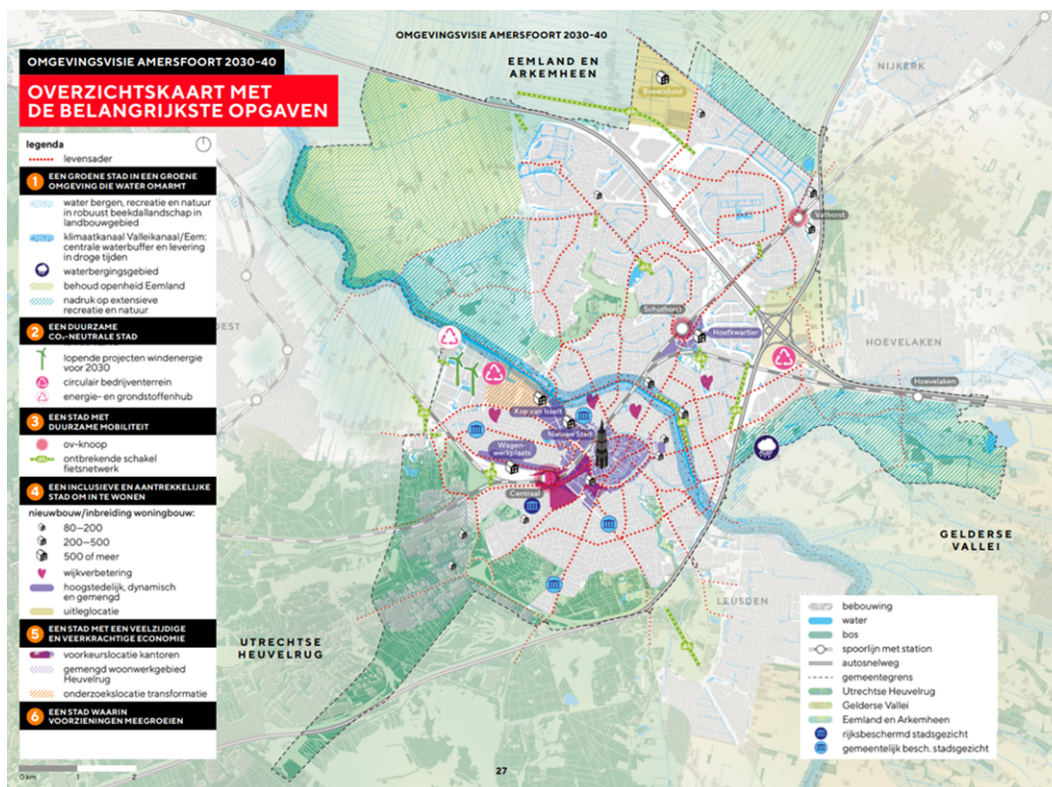 OMGEVINGSVISIE AMERSFOORT 2030-40
OMGEVINGSVISIE AMERSFOORT 2030-40
OVERZICHTSKAART MET
DE BELANGRIJKSTE OPGAVEN
legenda
levensader
1 EEN GROENE STAD IN EEN GROENE
OMGEVING DIE WATER OMARMT
water bergen, recreatie en natuur
in robuust beekdallandschap in
landbouwgebied
klimaatkanaal Valleikanaal/Eem:
centrale waterbuffer en levering
in droge tijden
waterbergingsgebied
behoud openheid Eemland
nadruk op extensieve
recreatie en natuur
2 EEN DUURZAME
CO₂-NEUTRALE STAD
lopende projecten windenergie
voor 2030
circulair bedrijventerrein
energie- en grondstoffenhub
3 EEN STAD MET
DUURZAME MOBILITEIT
ov-knoop
ontbrekende schakel
fietsnetwerk
4 EEN INCLUSIEVE EN AANTREKKELIJKE
STAD OM IN TE WONEN
nieuwbouw/inbreiding woningbouw:
80–200
200–500
500 of meer
wijkverbetering
hoogstedelijk, dynamisch
en gemengd
uitleglocatie
5 EEN STAD MET EEN VEELZIJDIGE
EN VEERKRACHTIGE ECONOMIE
voorkeurslocatie kantoren
gemengd woonwerkgebied
Heuvelrug
onderzoekslocatie transformatie
6 EEN STAD WAARIN
VOORZIENINGEN MEEGROEIEN
0 km 1 2
EEMLAND EN
ARKEMHEEN
NIJKERK
Bovenduist
Vathorst
Schothorst
Hoefkwartier
HOEVELAKEN
Hoevelaken
Kop van Isselt
Nieuwe Stad
Wagen-
werkplaats
Centraal
GELDERSE
VALLEI
LEUSDEN
UTRECHTSE
HEUVELRUG
bebouwing
water
bos
spoorlijn met station
autosnelweg
gemeentegrens
Utrechtse Heuvelrug
Gelderse Vallei
Eemland en Arkemheen
rijksbeschermd stadsgezicht
gemeentelijk besch. stadsgezicht
27